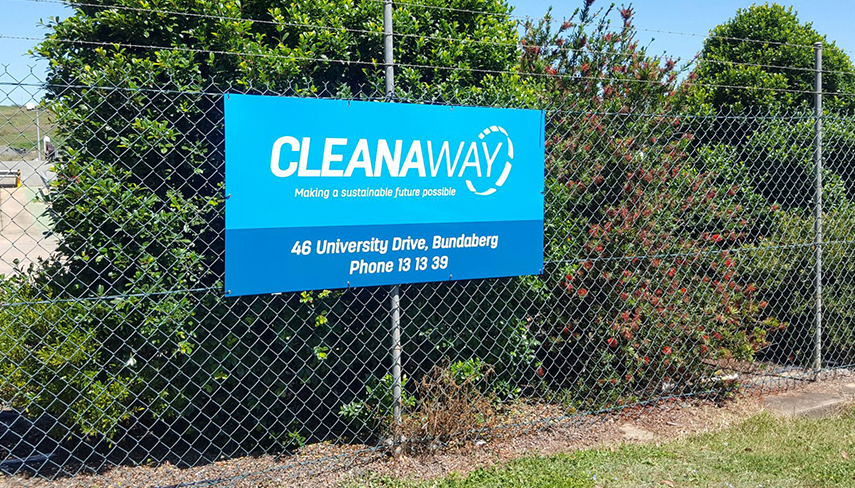 CLEANAWAY
Making a sustainable future possible
46 University Drive, Bundaberg
Phone 13 13 39